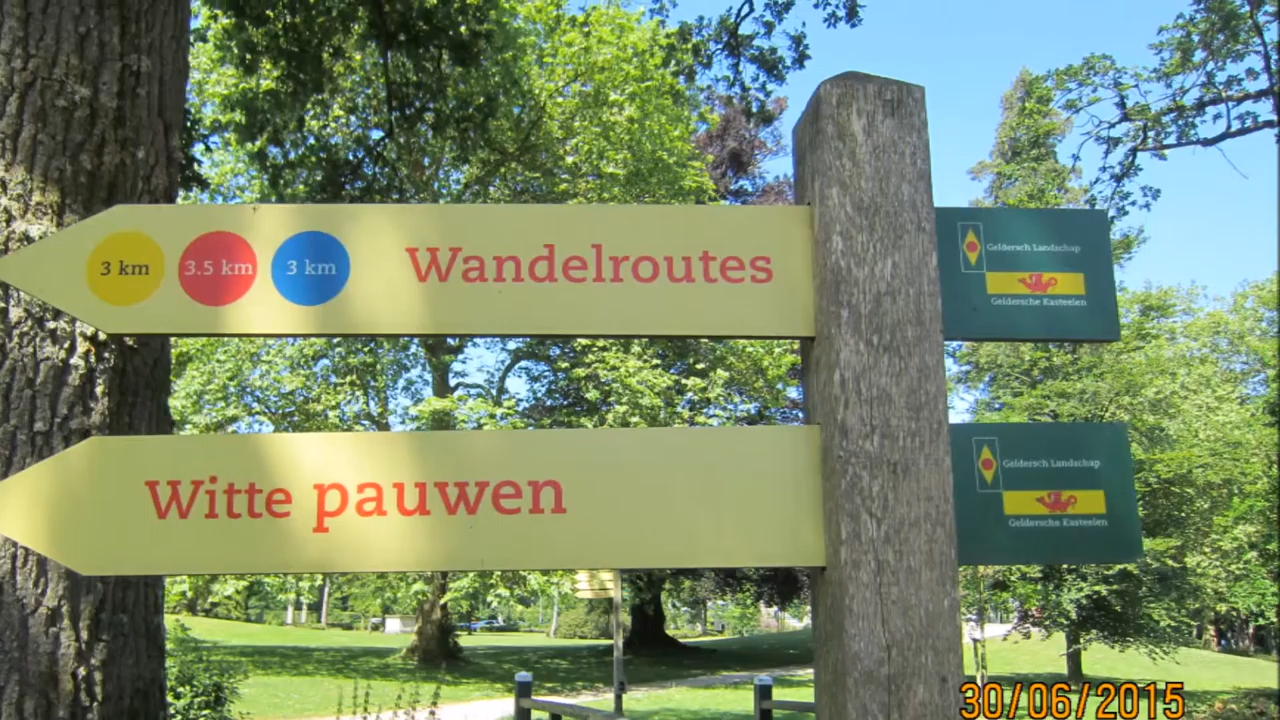 3 km 3.5 km 3 km Wandelroutes
Geldersch Landschap
Geldersche Kasteelen
Witte pauwen
Geldersch Landschap
Geldersche Kasteelen
30/06/2015